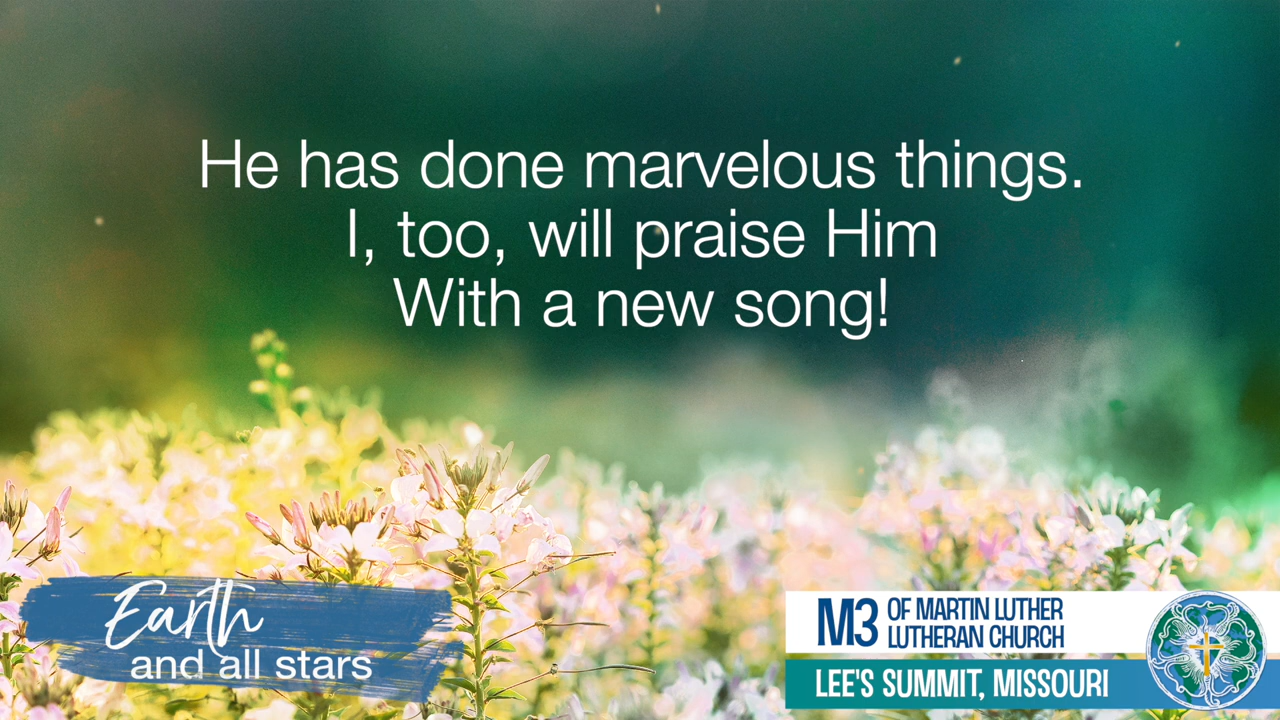 He has done marvelous things.
I, too, will praise Him
With a new song!
Earth
and all stars
M3 OF MARTIN LUTHER
LUTHERAN CHURCH
LEE'S SUMMIT, MISSOURI